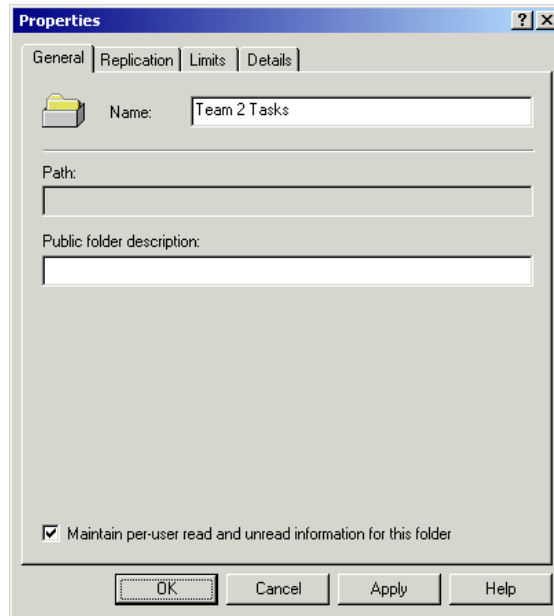 Properties
General Replication Limits Details
Name: Team 2 Tasks
Path:
Public folder description:
Maintain per-user read and unread information for this folder
OK Cancel Apply Help